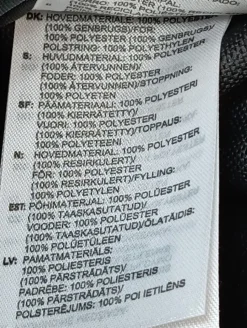 DK: HOVEDMATERIALE: 100% POLYESTER
(100% GENBRUGS)/FOR:
100% POLYESTER (100% GENBRUGS)/
POLSTRING: 100% POLYETHYLEN
S: HUVUDMATERIAL: 100% POLYESTER
(100% ÅTERVUNNEN)/
FODER: 100% POLYESTER
(100% ÅTERVUNNEN)/STOPPNING:
100% POLYETEN
SF: PÄÄMATERIAALI: 100% POLYESTERI
(100% KIERRÄTETTY)/
VUORI: 100% POLYESTERI
(100% KIERRÄTETTY)/TOPPAUS:
100% POLYETEENI
N: HOVEDMATERIAL: 100% POLYESTER
(100% RESIRKULERT)/
FÔR: 100% POLYESTER
(100% RESIRKULERT)/FYLLING:
100% POLYETYLEN
EST: PÕHIMATERJAL: 100% POLÜESTER
(100% TAASKASUTATUD)/
VOODER: 100% POLÜESTER
(100% TAASKASUTATUD)/ÕLATÄIDIS:
100% POLÜETÜLEEN
LV: PAMATMATERIĀLS:
100% POLIESTERIS
(100% PĀRSTRĀDĀTS)/
PADRĒBE: 100% POLIESTERIS
(100% PĀRSTRĀDĀTS)/
POLSTERĒJUMS: 100% POLIETILĒNS